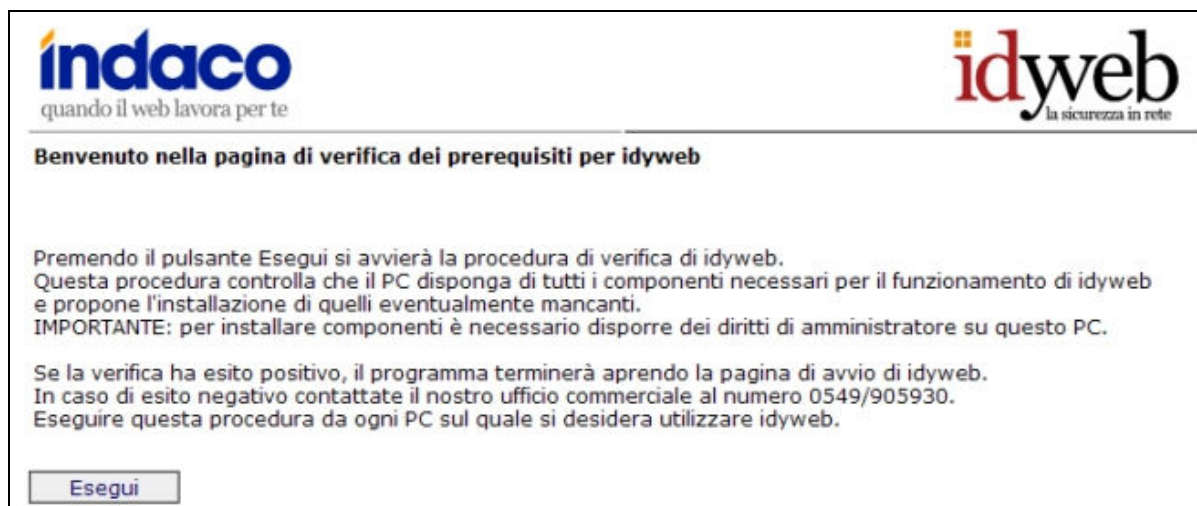 índaco
quando il web lavora per te
idyweb
la sicurezza in rete
Benvenuto nella pagina di verifica dei prerequisiti per idyweb
Premendo il pulsante Esegui si avvierà la procedura di verifica di idyweb.
Questa procedura controlla che il PC disponga di tutti i componenti necessari per il funzionamento di idyweb
e propone l'installazione di quelli eventualmente mancanti.
IMPORTANTE: per installare componenti è necessario disporre dei diritti di amministratore su questo PC.
Se la verifica ha esito positivo, il programma terminerà aprendo la pagina di avvio di idyweb.
In caso di esito negativo contattate il nostro ufficio commerciale al numero 0549/905930.
Eseguire questa procedura da ogni PC sul quale si desidera utilizzare idyweb.
Esegui